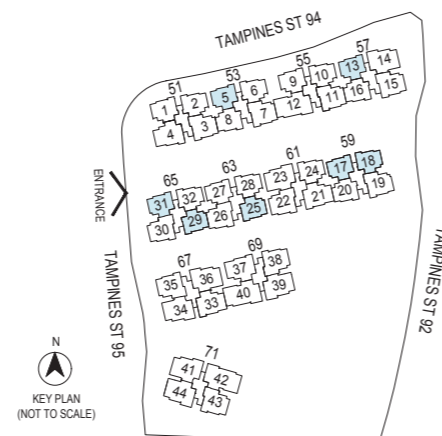 TAMPINES ST 94
51
53
55
57
1 2 5 6 9 10 13 14
4 3 8 7 12 11 16 15
ENTRANCE
65
63
61
59
31 32 27 28 23 24 17 18
30 29 26 25 22 21 20 19
67
69
35 36 37 38
34 33 40 39
TAMPINES ST 95
TAMPINES ST 92
71
41 42
44 43
N
KEY PLAN
(NOT TO SCALE)